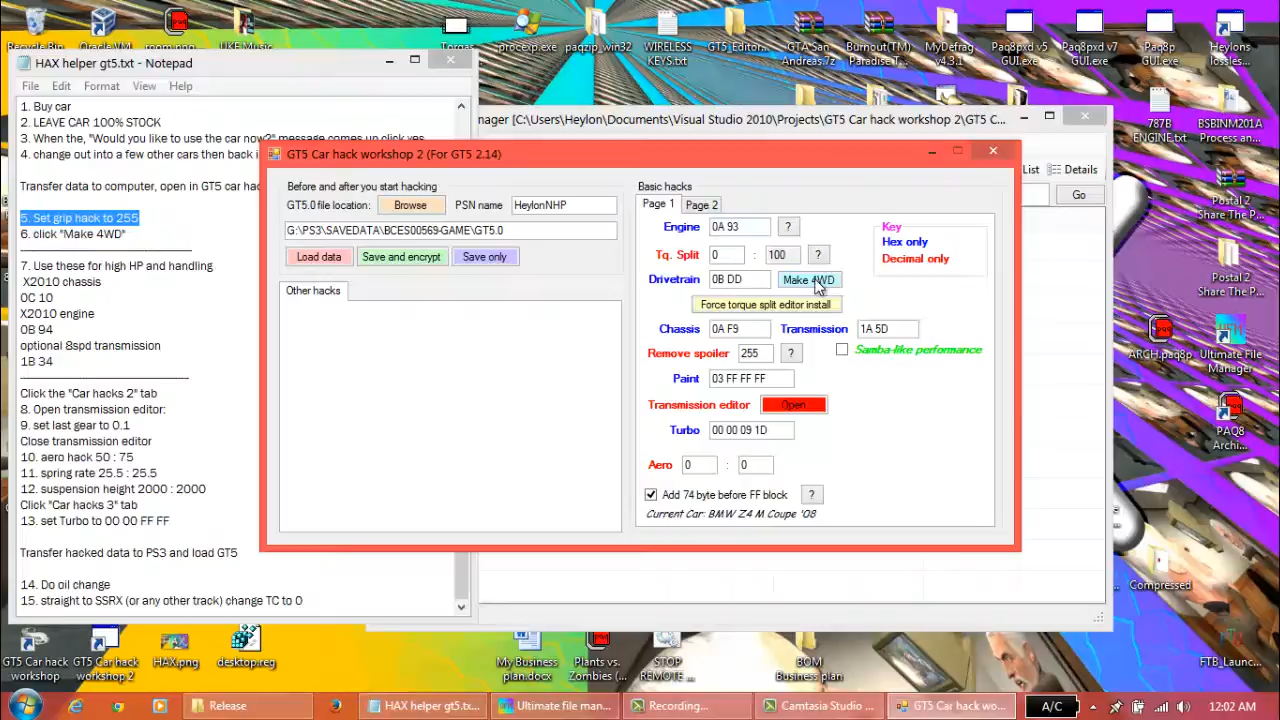 Recycle Bin
Oracle VM
room.png
UKF Music
Torgas
procexp.exe
paqzip_win32
WIRELESS KEYS.txt
GT5_Editor...
GTA San Andreas.7z
Burnout(TM) Paradise T...
MyDefrag v4.3.1
Paq8pxd v5 GUI.exe
Paq8pxd v7 GUI.exe
Paq8p GUI.exe
Heylons lossles...
HAX helper gt5.txt - Notepad
File Edit Format View Help
1. Buy car
2. LEAVE CAR 100% STOCK
3. When the, "Would you like to use the car now?" message comes up click yes
4. change out into a few other cars then back i
Transfer data to computer, open in GT5 car hac
5. Set grip hack to 255
6. click "Make 4WD"
7. Use these for high HP and handling
X2010 chassis
0C 10
X2010 engine
0B 94
optional 8spd transmission
1B 34
Click the "Car hacks 2" tab
8. Open transmission editor:
9. set last gear to 0.1
Close transmission editor
10. aero hack 50 : 75
11. spring rate 25.5 : 25.5
12. suspension height 2000 : 2000
Click "Car hacks 3" tab
13. set Turbo to 00 00 FF FF
Transfer hacked data to PS3 and load GT5
14. Do oil change
15. straight to SSRX (or any other track) change TC to 0
nager [C:\Users\Heylon\Documents\Visual Studio 2010\Projects\GT5 Car hack workshop 2\GT5 C...
List Details
Go
GT5 Car hack workshop 2 (For GT5 2.14)
Before and after you start hacking
GT5.0 file location: Browse PSN name HeylonNHP
G:\PS3\SAVEDATA\BCES00569-GAME\GT5.0
Load data Save and encrypt Save only
Other hacks
Basic hacks
Page 1 Page 2
Engine 0A 93 ?
Tq. Split 0 : 100 ?
Drivetrain 0B DD Make 4WD
Force torque split editor install
Chassis 0A F9 Transmission 1A 5D
Remove spoiler 255 ? Samba like performance
Paint 03 FF FF FF
Transmission editor Open
Turbo 00 00 09 1D
Aero 0 : 0
Add 74 byte before FF block ?
Current Car: BMW Z4 M Coupe '08
Key
Hex only
Decimal only
787B ENGINE.txt
BSBINM201A Process an...
Postal 2 Share The P...
Postal 2 Share The P...
ARCH.paq8p
Ultimate File Manager
PAQ8 Archi...
Compressed
FTB_Launc...
GT5 Car hack workshop
GT5 Car hack workshop 2
HAX.png
desktop.reg
My Business plan.docx
Plants vs. Zombies (...
STOP REMOTE ...
BOM Business plan
Release
HAX helper gt5.tx...
Ultimate file man...
Recording...
Camtasia Studio ...
GT5 Car hack wo...
A/C
12:02 AM